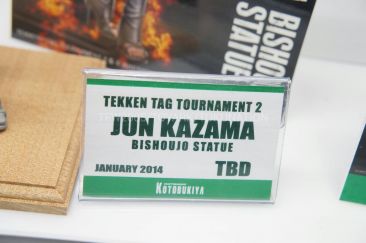 BISHO
STATUE
TEKKEN TAG TOURNAMENT 2
JUN KAZAMA
BISHOUJO STATUE
JANUARY 2014 TBD
KOTOBUKIYA